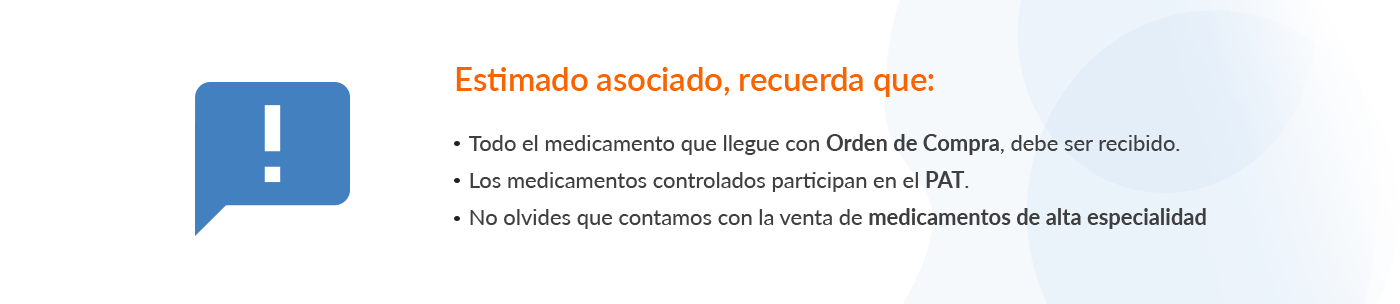 Estimado asociado, recuerda que:
• Todo el medicamento que llegue con Orden de Compra, debe ser recibido.
• Los medicamentos controlados participan en el PAT.
• No olvides que contamos con la venta de medicamentos de alta especialidad